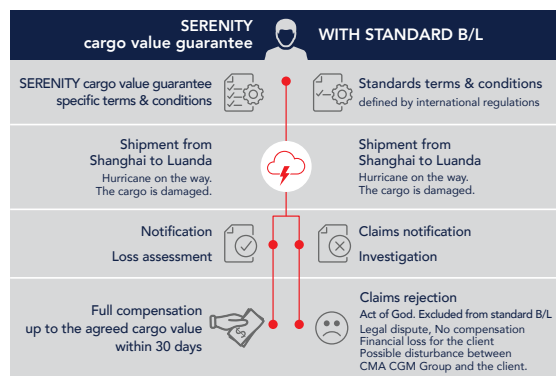 SERENITY
cargo value guarantee
WITH STANDARD B/L
SERENITY cargo value guarantee
specific terms & conditions
Standards terms & conditions
defined by international regulations
Shipment from
Shanghai to Luanda
Hurricane on the way.
The cargo is damaged.
Shipment from
Shanghai to Luanda
Hurricane on the way.
The cargo is damaged.
Notification
Loss assessment
Claims notification
Investigation
Full compensation
up to the agreed cargo value
within 30 days
$
Claims rejection
Act of God. Excluded from standard B/L
Legal dispute, No compensation
Financial loss for the client
Possible disturbance between
CMA CGM Group and the client.